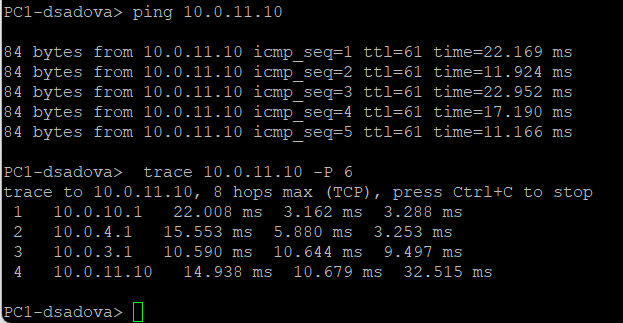 PC1-dsadova> ping 10.0.11.10
84 bytes from 10.0.11.10 icmp_seq=1 ttl=61 time=22.169 ms
84 bytes from 10.0.11.10 icmp_seq=2 ttl=61 time=11.924 ms
84 bytes from 10.0.11.10 icmp_seq=3 ttl=61 time=22.952 ms
84 bytes from 10.0.11.10 icmp_seq=4 ttl=61 time=17.190 ms
84 bytes from 10.0.11.10 icmp_seq=5 ttl=61 time=11.166 ms
PC1-dsadova>  trace 10.0.11.10 -P 6
trace to 10.0.11.10, 8 hops max (TCP), press Ctrl+C to stop
 1   10.0.10.1   22.008 ms  3.162 ms  3.288 ms
 2   10.0.4.1   15.553 ms  5.880 ms  3.253 ms
 3   10.0.3.1   10.590 ms  10.644 ms  9.497 ms
 4   10.0.11.10   14.938 ms  10.679 ms  32.515 ms
PC1-dsadova>